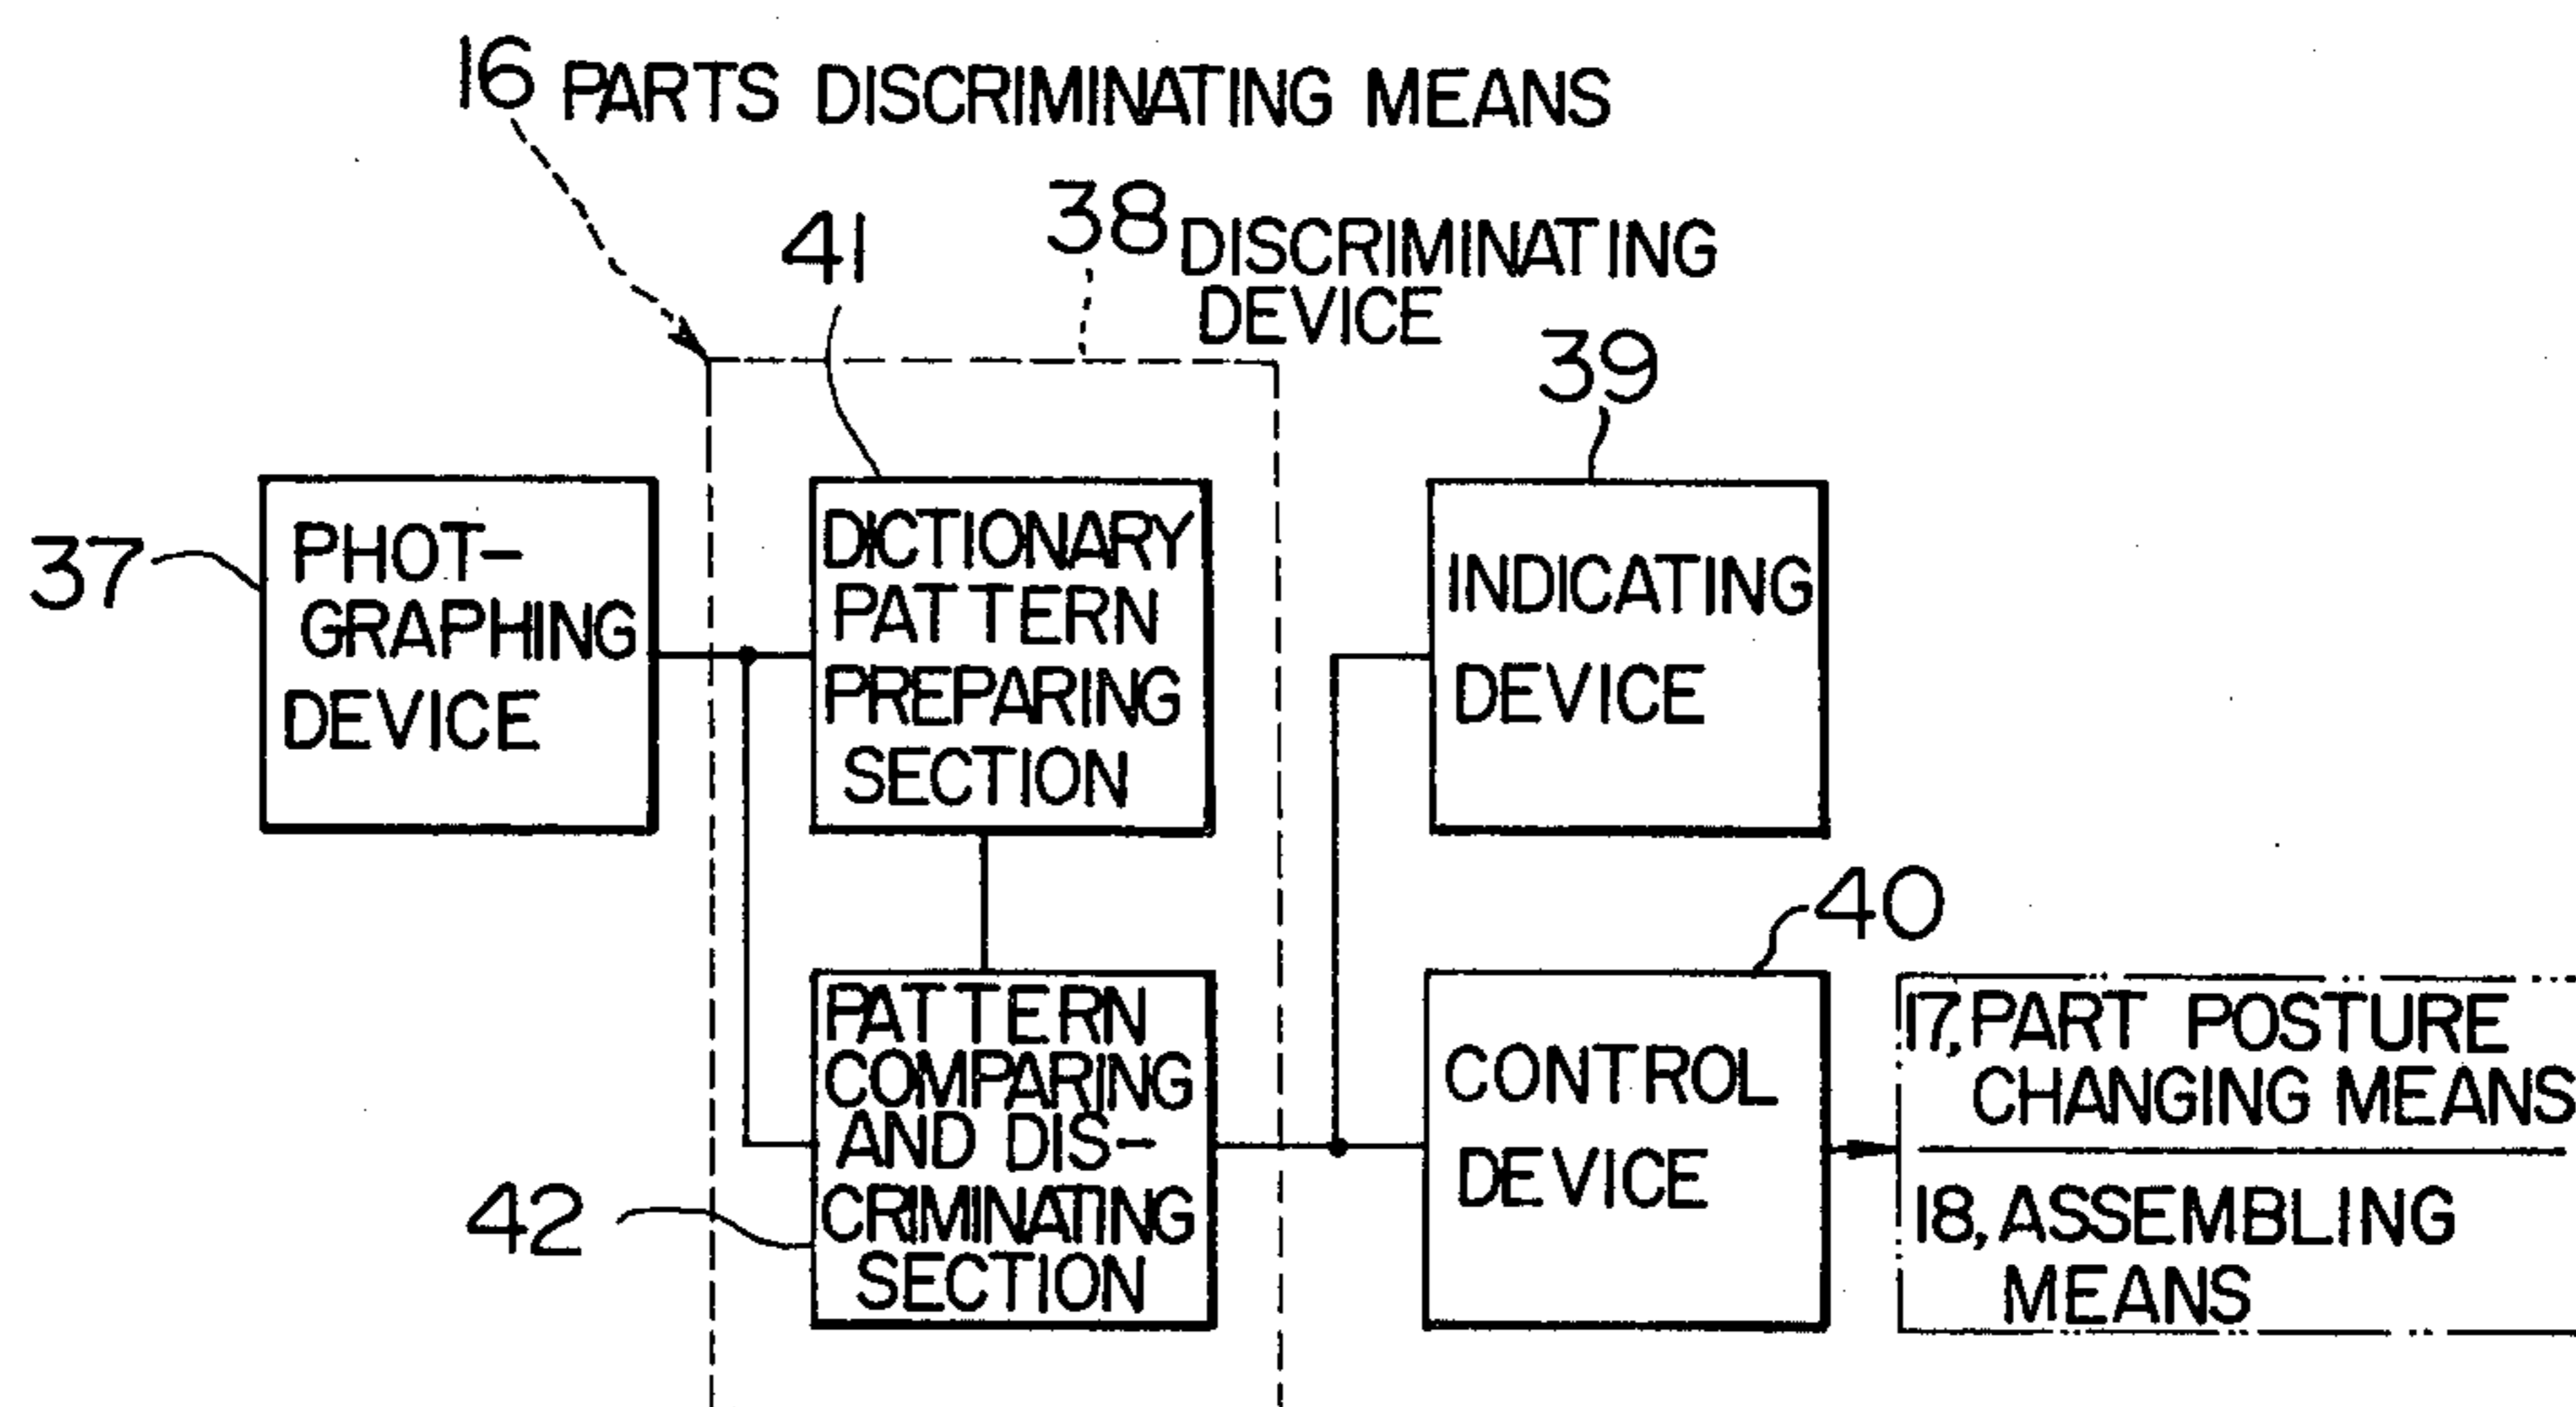 16 PARTS DISCRIMINATING MEANS
38 DISCRIMINATING
DEVICE
41
39
37
PHOT-
GRAPHING
DEVICE
DICTIONARY
PATTERN
PREPARING
SECTION
INDICATING
DEVICE
40
42
PATTERN
COMPARING
AND DIS-
CRIMINATING
SECTION
CONTROL
DEVICE
17, PART POSTURE
CHANGING MEANS
18, ASSEMBLING
MEANS